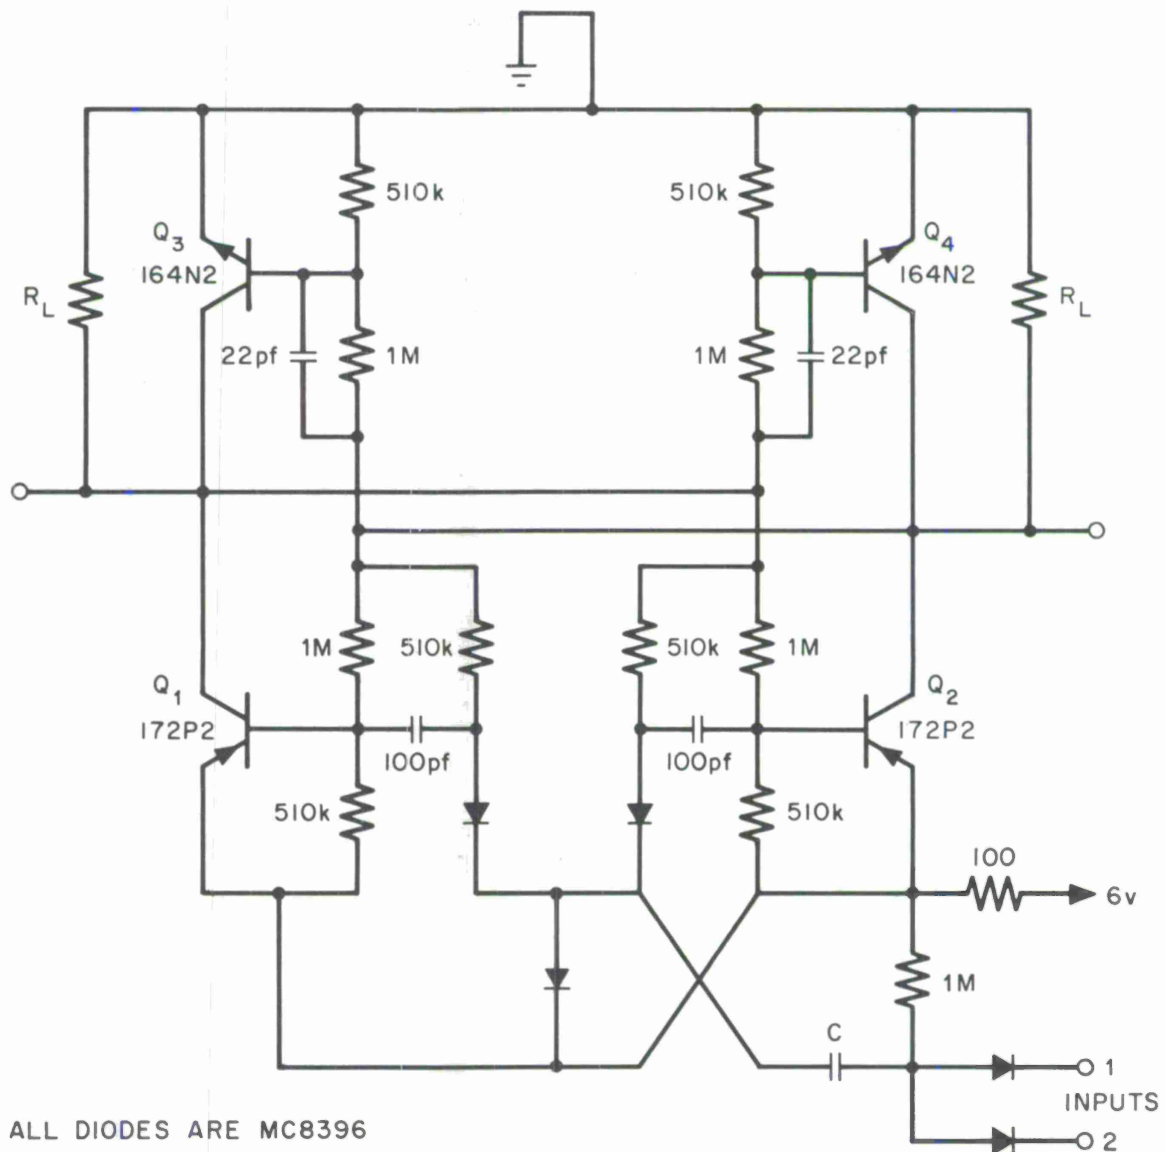 510k
510k
Q3
164N2
Q4
164N2
RL
RL
22pf
1M
1M
22pf
1M
510k
510k
1M
Q1
172P2
Q2
172P2
100pf
100pf
510k
510k
100
6v
1M
C
1
INPUTS
2
ALL DIODES ARE MC8396